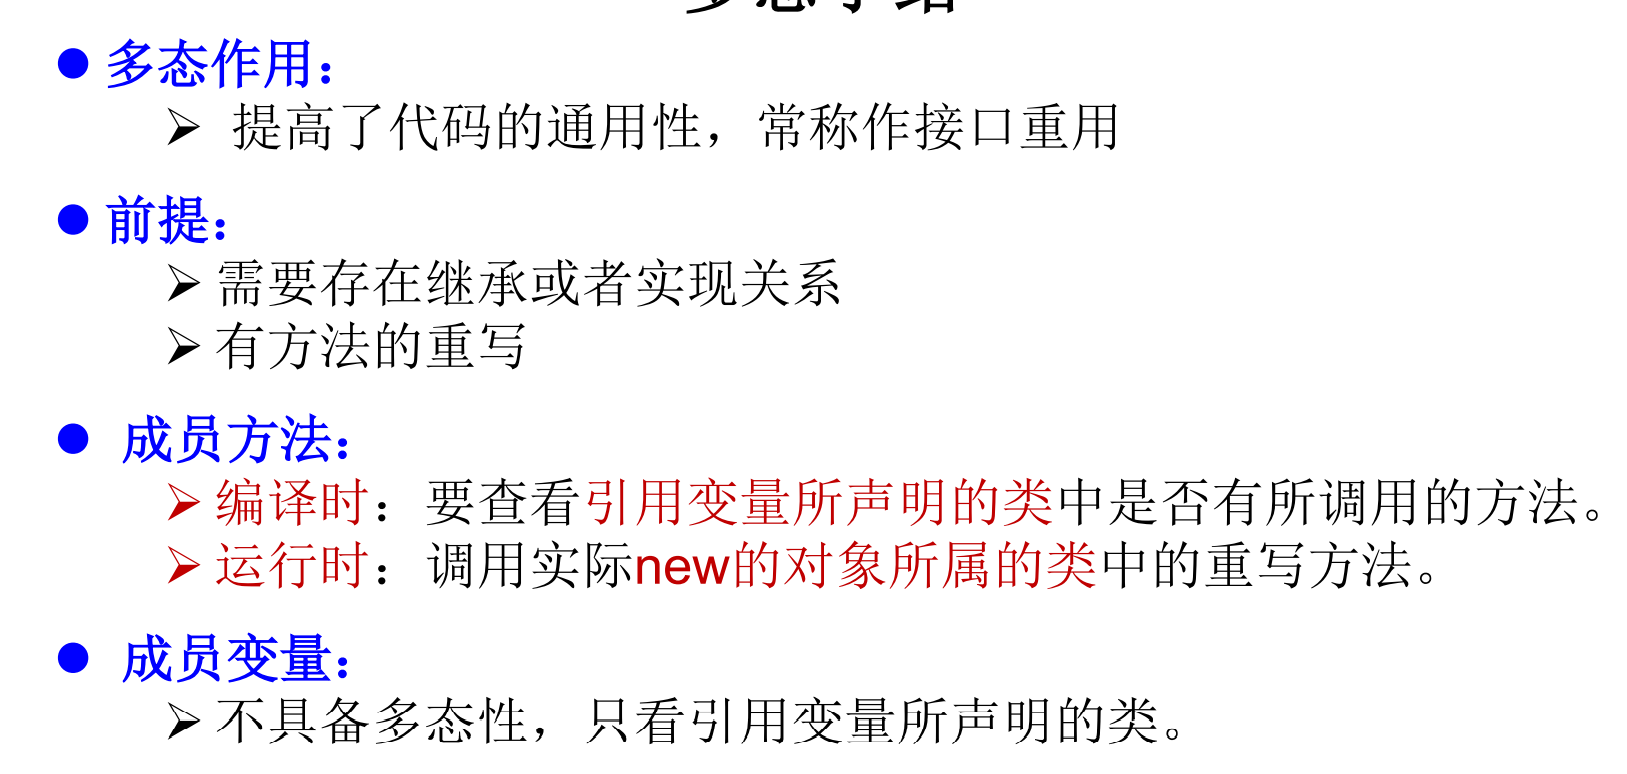 多态小结
多态作用：
提高了代码的通用性，常称作接口重用
前提：
需要存在继承或者实现关系
有方法的重写
成员方法：
编译时：要查看引用变量所声明的类中是否有所调用的方法。
运行时：调用实际new的对象所属的类中的重写方法。
成员变量：
不具备多态性，只看引用变量所声明的类。